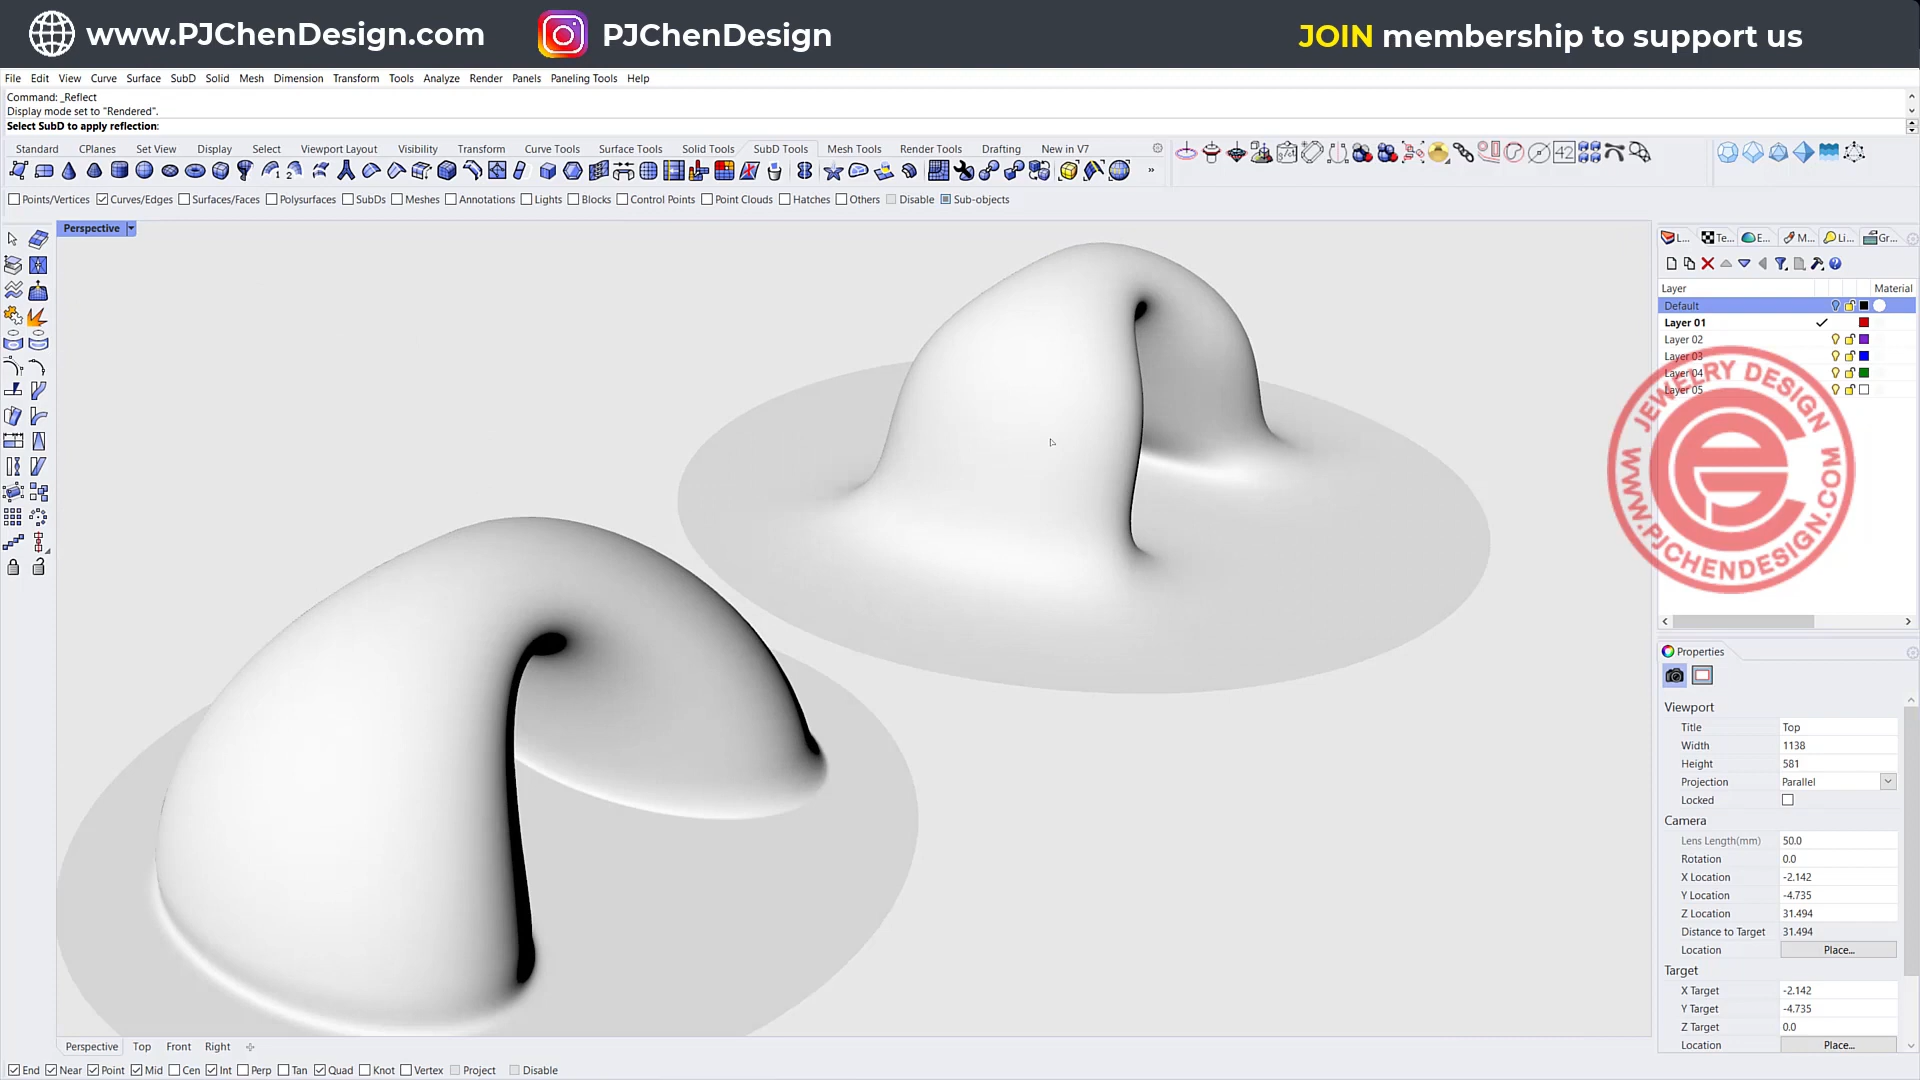 www.PJChenDesign.com PJChenDesign JOIN membership to support us
File Edit View Curve Surface SubD Solid Mesh Dimension Transform Tools Analyze Render Panels Paneling Tools Help
Command: _Reflect
Display mode set to "Rendered".
Select SubD to apply reflection:
Standard CPlanes Set View Display Select Viewport Layout Visibility Transform Curve Tools Surface Tools Solid Tools SubD Tools Mesh Tools Render Tools Drafting New in V7
Points/Vertices Curves/Edges Surfaces/Faces Polysurfaces SubDs Meshes Annotations Lights Blocks Control Points Point Clouds Hatches Others Disable Sub-objects
Perspective
L... Te... E... M... Li... Gr...
Layer Material
Default
Layer 01
Layer 02
Layer 03
Layer 04
Layer 05
JEWELRY DESIGN
WWW.PJCHENDESIGN.COM
Properties
Viewport
Title Top
Width 1138
Height 581
Projection Parallel
Locked
Camera
Lens Length(mm) 50.0
Rotation 0.0
X Location -2.142
Y Location -4.735
Z Location 31.494
Distance to Target 31.494
Location Place...
Target
X Target -2.142
Y Target -4.735
Z Target 0.0
Location Place...
Perspective Top Front Right
End Near Point Mid Cen Int Perp Tan Quad Knot Vertex Project Disable